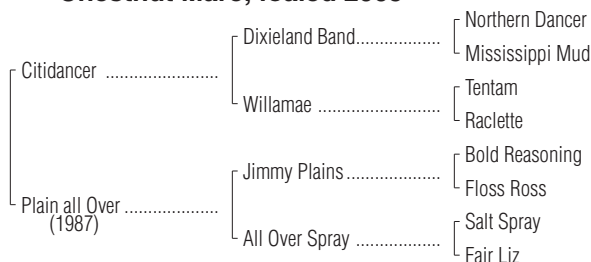 Chestnut Mare; foaled
Northern Dancer
Dixieland Band....................
Mississippi Mud
Citidancer ..........................
Tentam
Willamae ............................
Raclette
Bold Reasoning
Jimmy Plains.......................
Floss Ross
Plain all Over ......................
(1987)
Salt Spray
All Over Spray ...................
Fair Liz